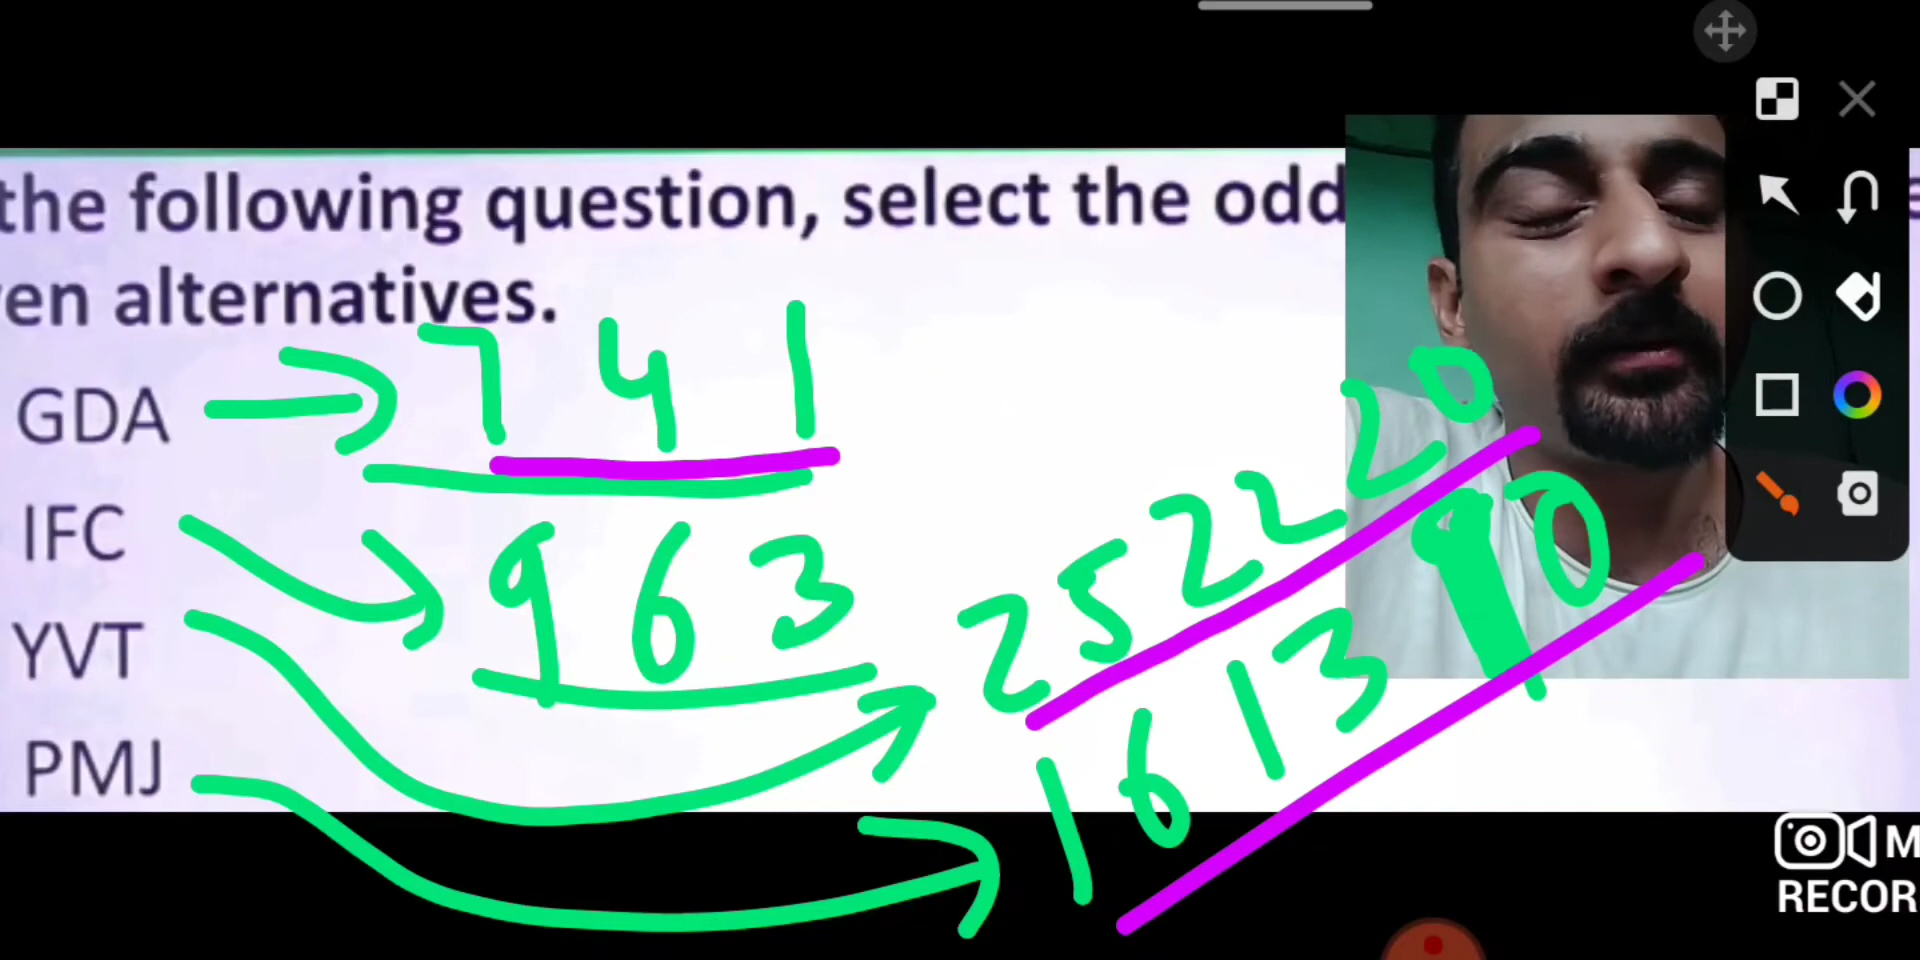 the following question, select the odd
en alternatives.
GDA 7 4 1
IFC 9 6 3
YVT 25 22 20
PMJ 16 13 10
M
RECOR